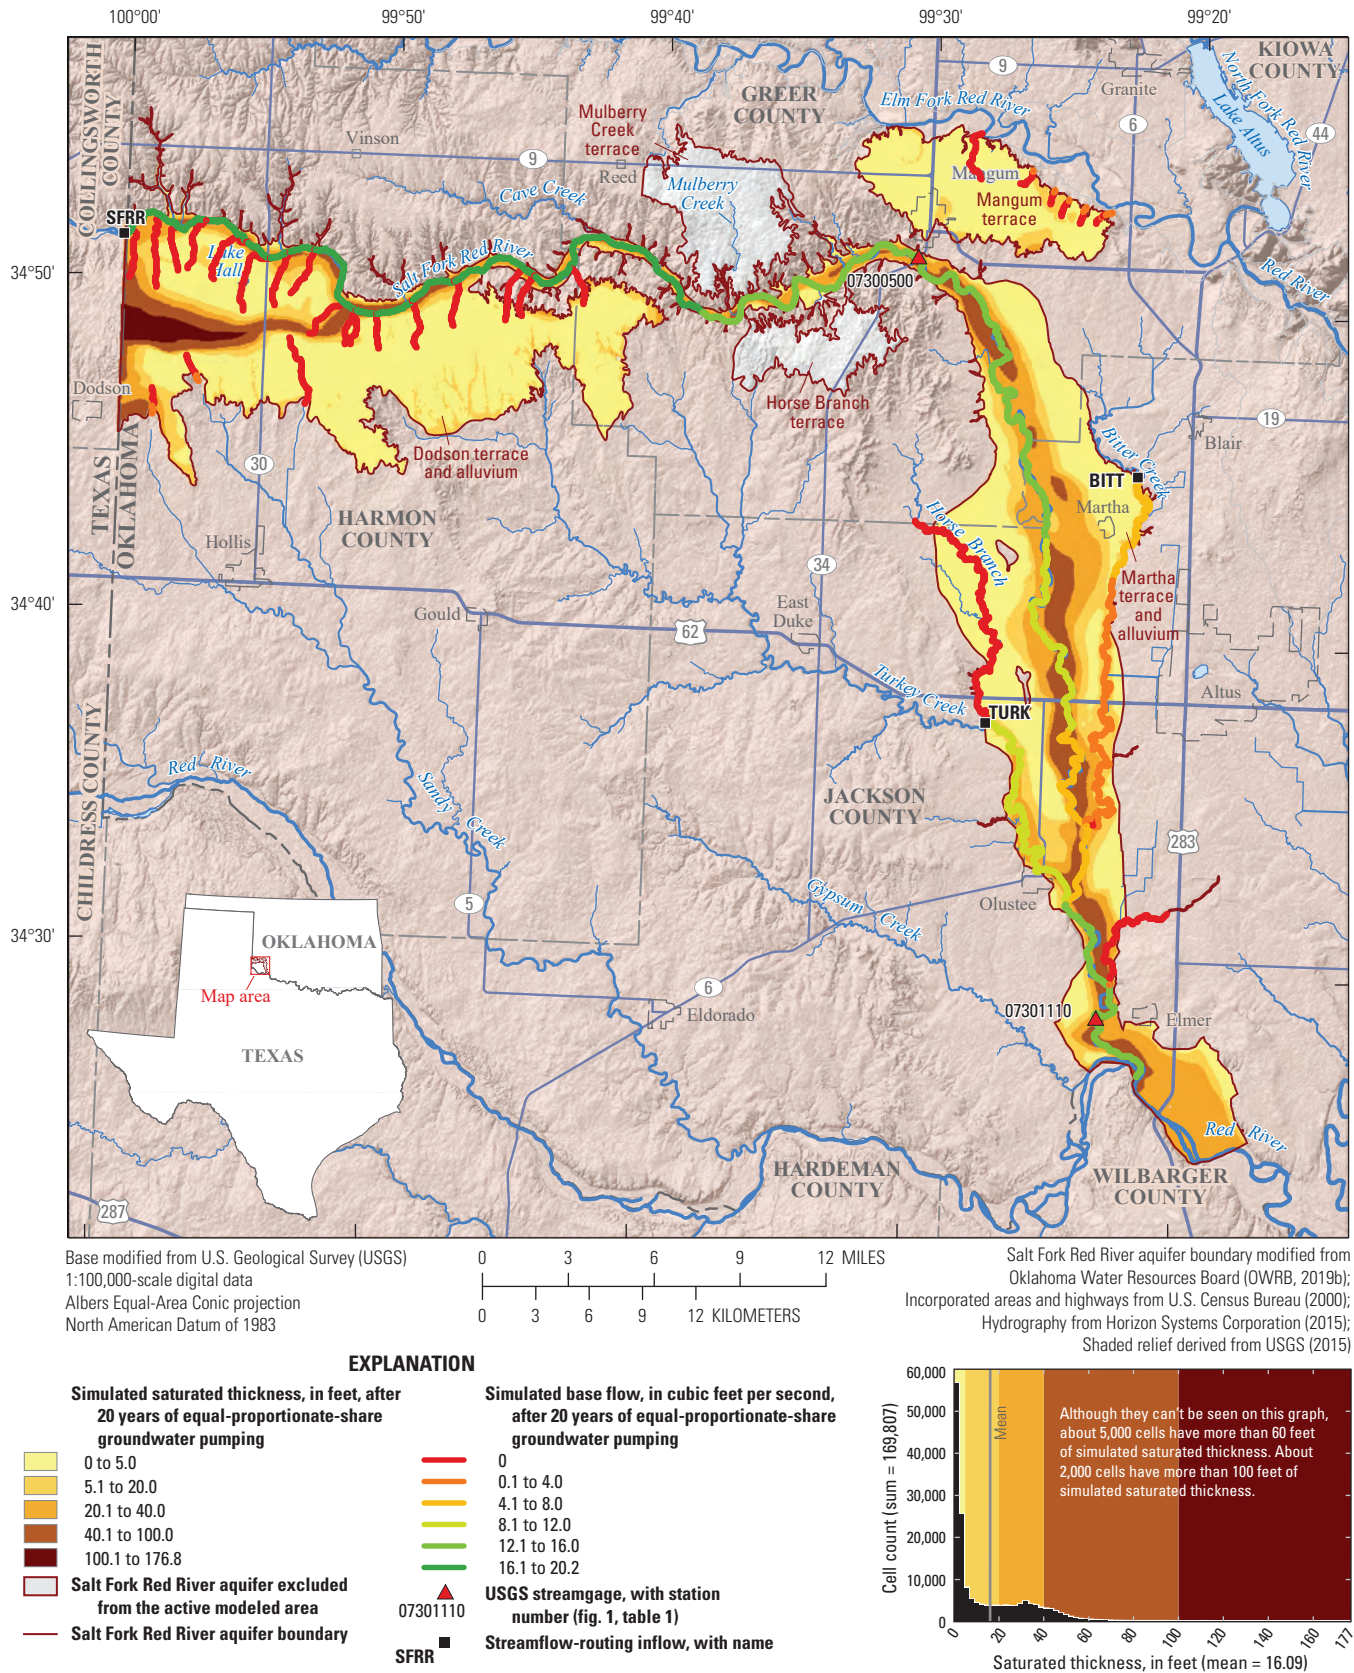 100°00'
99°50'
99°40'
99°30'
99°20'
34°50'
34°40'
34°30'
COLLINGSWORTH
COUNTY
GREER
COUNTY
KIOWA
COUNTY
Mulberry
Creek
terrace
Vinson
9
Reed
Cave Creek
Mulberry
Creek
Elm Fork Red River
9
Granite
6
North Fork Red River
Lake Altus
44
Mangum
Mangum
terrace
SFRR
Lake
Hall
Salt Fork Red River
07300500
Red River
Dodson
Horse Branch
terrace
Dodson terrace
and alluvium
30
19
Blair
Bitter Creek
BITT
Martha
TEXAS
OKLAHOMA
HARMON
COUNTY
Hollis
Horse Branch
34
Martha
terrace
and
alluvium
Gould
62
East
Duke
Turkey Creek
TURK
Altus
CHILDRESS COUNTY
Red River
Sandy Creek
JACKSON
COUNTY
283
5
Gypsum Creek
Olustee
OKLAHOMA
Map area
TEXAS
6
Eldorado
07301110
Elmer
Red River
HARDEMAN
COUNTY
WILBARGER
COUNTY
287
Base modified from U.S. Geological Survey (USGS)
1:100,000-scale digital data
Albers Equal-Area Conic projection
North American Datum of 1983
0 3 6 9 12 MILES
0 3 6 9 12 KILOMETERS
Salt Fork Red River aquifer boundary modified from
Oklahoma Water Resources Board (OWRB, 2019b);
Incorporated areas and highways from U.S. Census Bureau (2000);
Hydrography from Horizon Systems Corporation (2015);
Shaded relief derived from USGS (2015)
EXPLANATION
Simulated saturated thickness, in feet, after
20 years of equal-proportionate-share
groundwater pumping
0 to 5.0
5.1 to 20.0
20.1 to 40.0
40.1 to 100.0
100.1 to 176.8
Salt Fork Red River aquifer excluded
from the active modeled area
Salt Fork Red River aquifer boundary
Simulated base flow, in cubic feet per second,
after 20 years of equal-proportionate-share
groundwater pumping
0
0.1 to 4.0
4.1 to 8.0
8.1 to 12.0
12.1 to 16.0
16.1 to 20.2
07301110
USGS streamgage, with station
number (fig. 1, table 1)
SFRR
Streamflow-routing inflow, with name
Cell count (sum = 169,807)
60,000
50,000
40,000
30,000
20,000
10,000
0
Mean
Although they can't be seen on this graph,
about 5,000 cells have more than 60 feet
of simulated saturated thickness. About
2,000 cells have more than 100 feet of
simulated saturated thickness.
0 20 40 60 80 100 120 140 160 177
Saturated thickness, in feet (mean = 16.09)